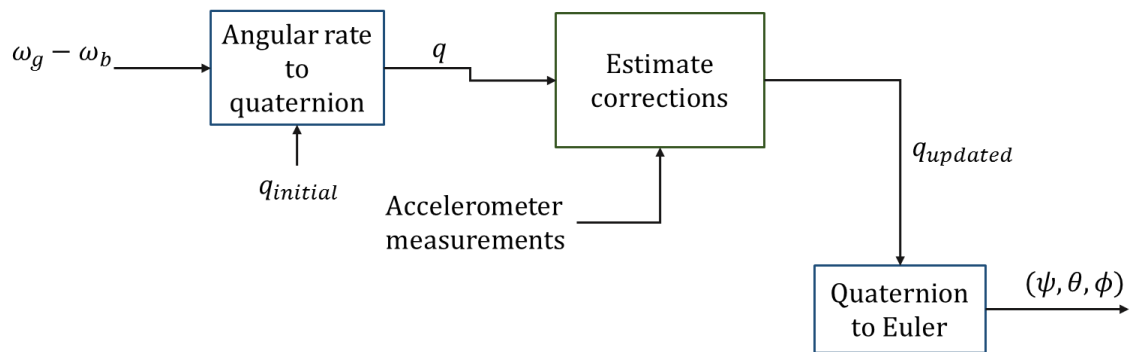 ω_g − ω_b
Angular rate
to
quaternion
q
Estimate
corrections
q_initial
Accelerometer
measurements
q_updated
Quaternion
to Euler
(ψ, θ, ϕ)